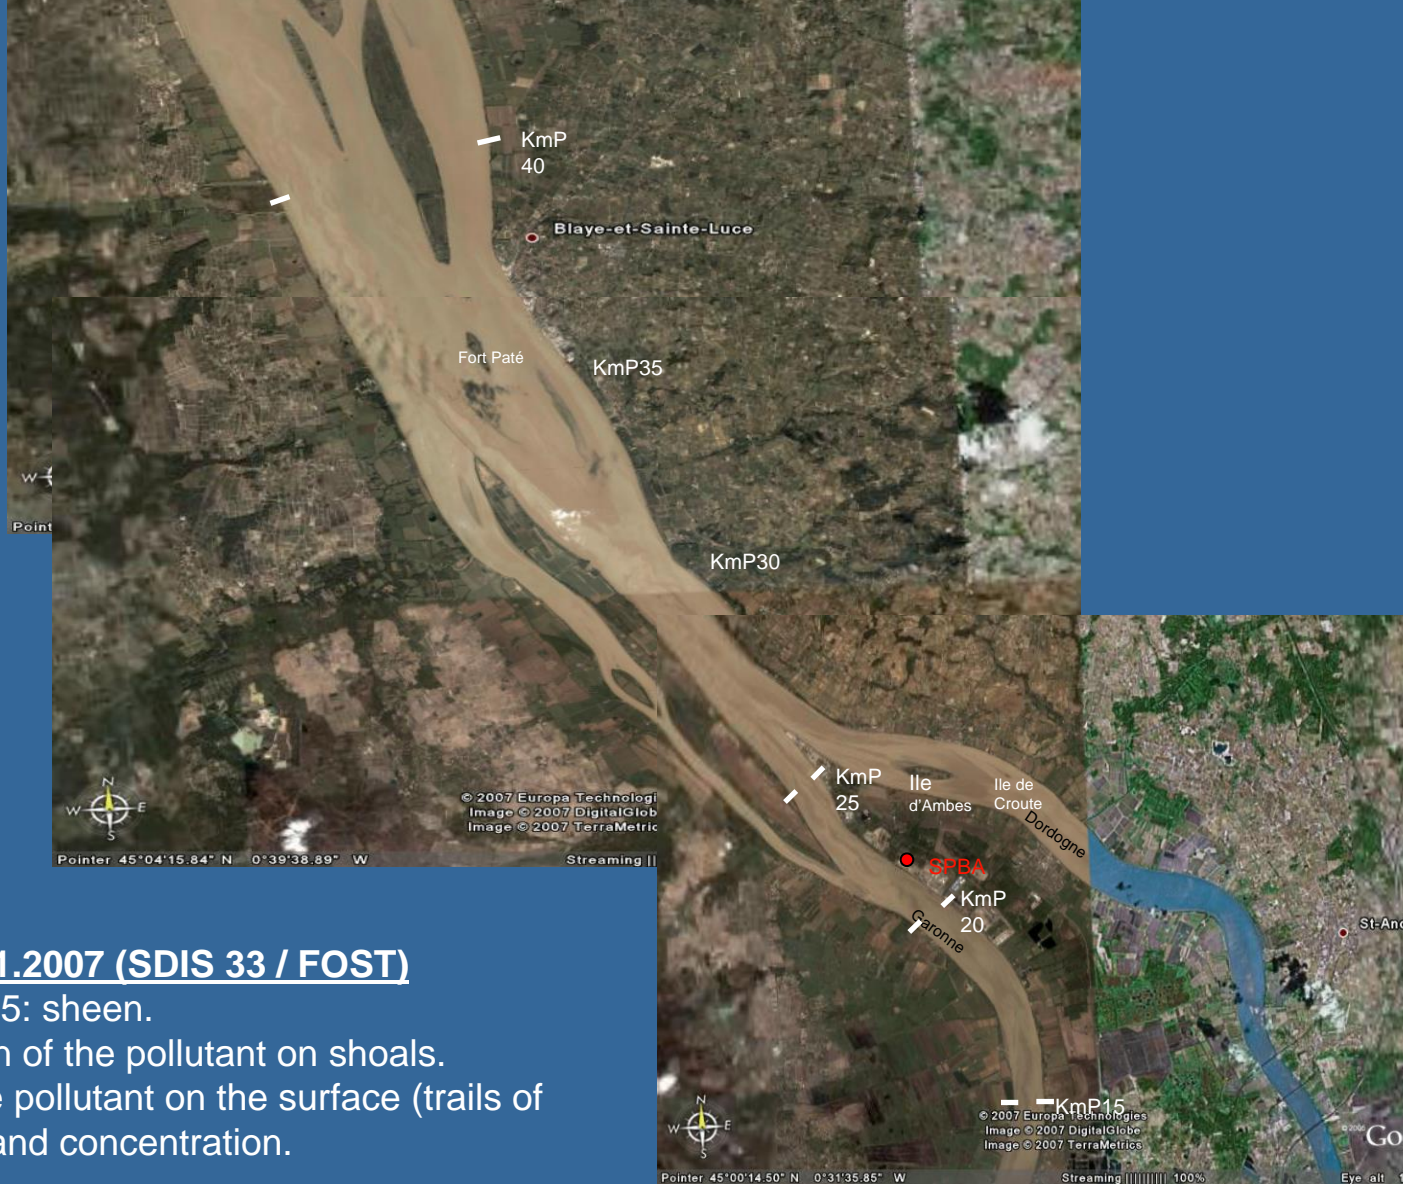 KmP
40
Blaye-et-Sainte-Luce
Fort Paté
KmP35
W
Point
KmP30
N
W E
S
© 2007 Europa Technologi
Image © 2007 DigitalGlob
Image © 2007 TerraMetric
Pointer 45°04'15.84" N 0°39'38.89" W Streaming
KmP
25
Ile
d'Ambes
Ile de
Croute
Dordogne
SPBA
KmP
20
Garonne
St-And
1.2007 (SDIS 33 / FOST)
5: sheen.
n of the pollutant on shoals.
e pollutant on the surface (trails of
and concentration.
KmP15
N
W E
S
© 2007 Europa Technologies
Image © 2007 DigitalGlobe
Image © 2007 TerraMetrics
Go
Pointer 45°00'14.50" N 0°31'35.85" W Streaming 100% Eye alt